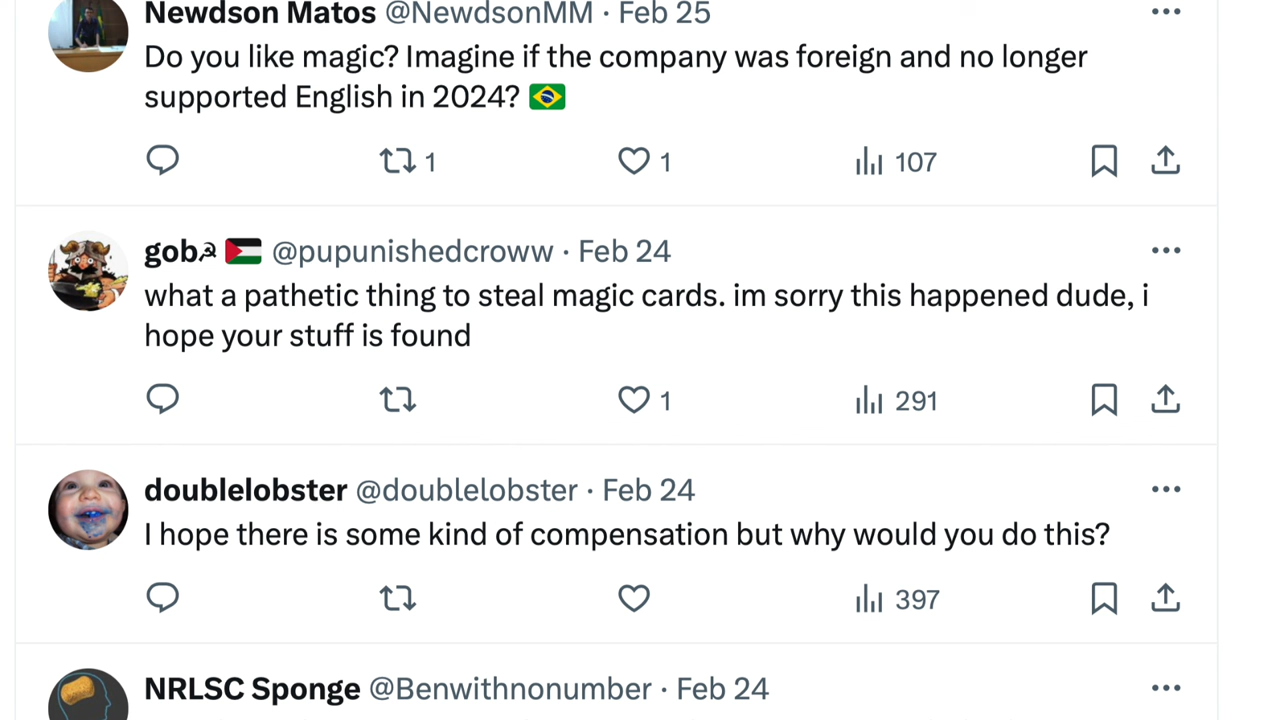 Newdson Matos @NewdsonMM · Feb 25
Do you like magic? Imagine if the company was foreign and no longer
supported English in 2024? 🇧🇷
1 1 107
gob☭ 🇵🇸 @pupunishedcroww · Feb 24
what a pathetic thing to steal magic cards. im sorry this happened dude, i
hope your stuff is found
1 291
doublelobster @doublelobster · Feb 24
I hope there is some kind of compensation but why would you do this?
397
NRLSC Sponge @Benwithnonumber · Feb 24